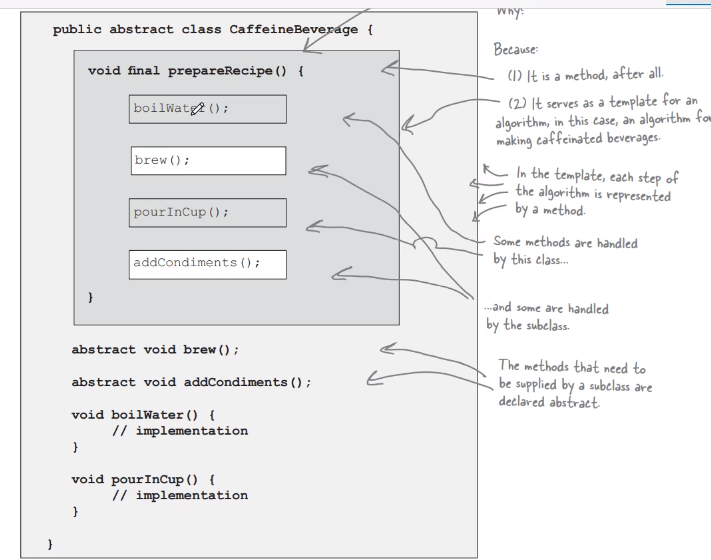 Why?
public abstract class CaffeineBeverage {
Because:
void final prepareRecipe() {
(1) It is a method, after all.
boilWater();
(2) It serves as a template for an
algorithm, in this case, an algorithm for
making caffeinated beverages.
brew();
In the template, each step of
the algorithm is represented
by a method.
pourInCup();
Some methods are handled
by this class...
addCondiments();
}
...and some are handled
by the subclass.
abstract void brew();
The methods that need to
be supplied by a subclass are
declared abstract.
abstract void addCondiments();
void boilWater() {
// implementation
}
void pourInCup() {
// implementation
}
}